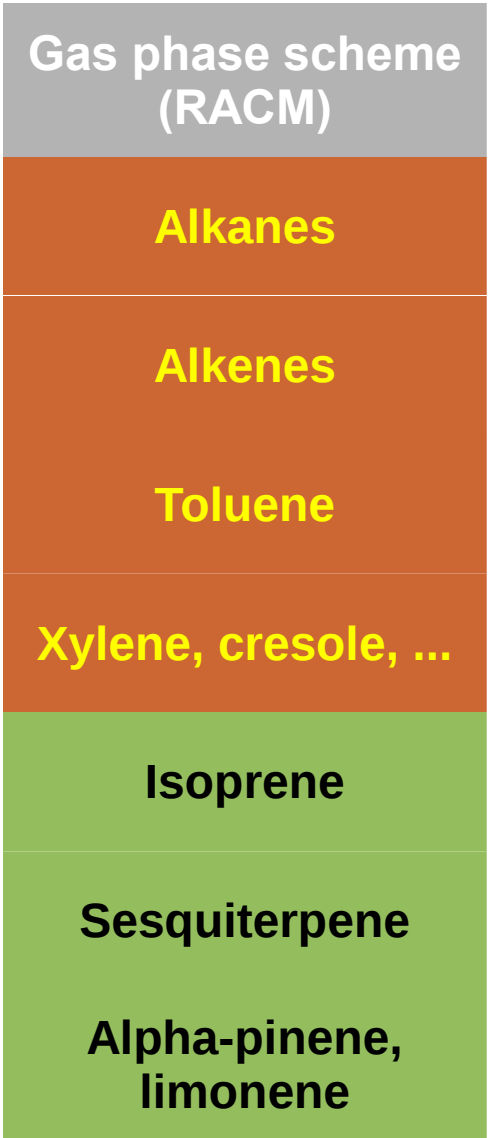 Gas phase scheme
(RACM)
Alkanes
Alkenes
Toluene
Xylene, cresole, ...
Isoprene
Sesquiterpene
Alpha-pinene,
limonene